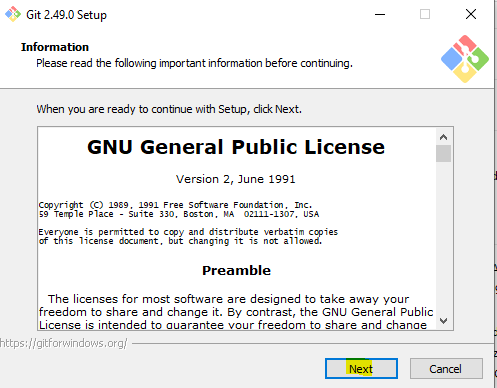 Git 2.49.0 Setup
Information
Please read the following important information before continuing.
When you are ready to continue with Setup, click Next.
GNU General Public License
Version 2, June 1991
Copyright (C) 1989, 1991 Free Software Foundation, Inc.
59 Temple Place - Suite 330, Boston, MA  02111-1307, USA
Everyone is permitted to copy and distribute verbatim copies
of this license document, but changing it is not allowed.
Preamble
The licenses for most software are designed to take away your
freedom to share and change it. By contrast, the GNU General Public
License is intended to guarantee your freedom to share and change
https://gitforwindows.org/
Next
Cancel